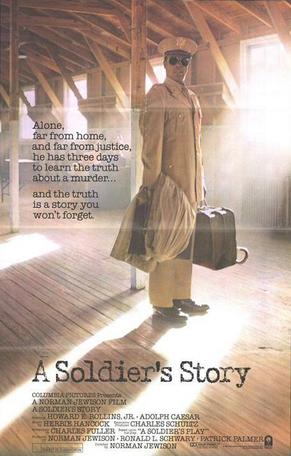 Alone,
far from home,
and far from justice,
he has three days
to learn the truth
about a murder...
and the truth
is a story you
won't forget.
A Soldier's Story
COLUMBIA PICTURES Presents
A NORMAN JEWISON FILM
A SOLDIER'S STORY
HOWARD E. ROLLINS, JR. · ADOLPH CAESAR
HERBIE HANCOCK CHARLES SCHULTZ
CHARLES FULLER "A SOLDIER'S PLAY"
NORMAN JEWISON · RONALD L. SCHWARY · PATRICK PALMER
NORMAN JEWISON